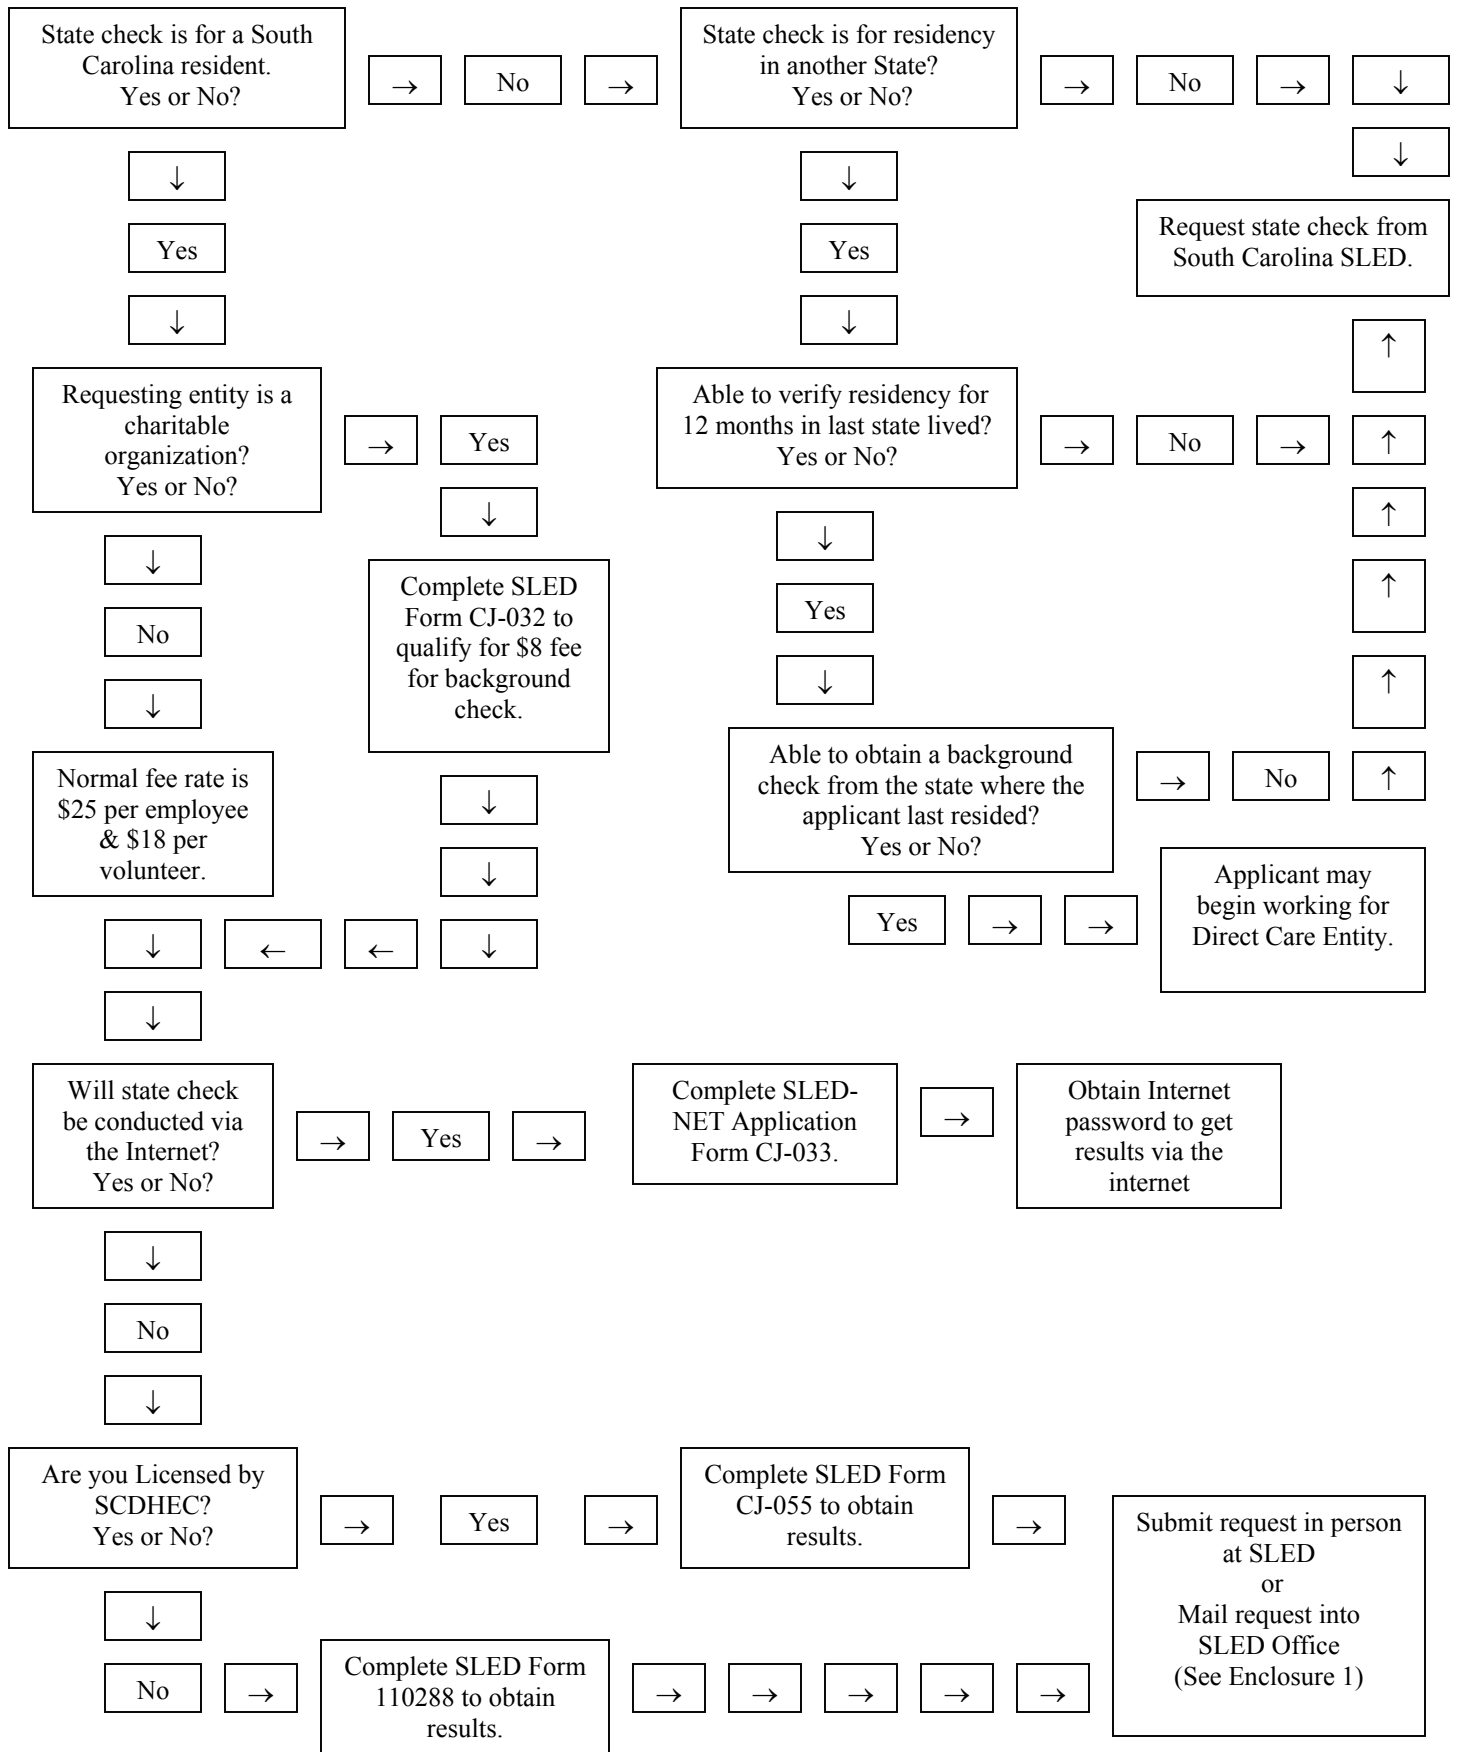 State check is for a South
Carolina resident.
Yes or No?
→
No
→
State check is for residency
in another State?
Yes or No?
→
No
→
↓
↓
↓
↓
Request state check from
South Carolina SLED.
Yes
Yes
↓
↓
↑
Requesting entity is a
charitable
organization?
Yes or No?
→
Yes
Able to verify residency for
12 months in last state lived?
Yes or No?
→
No
→
↑
↓
↑
↓
↓
Complete SLED
Form CJ-032 to
qualify for $8 fee
for background
check.
↑
No
Yes
↓
↓
↑
Normal fee rate is
$25 per employee
& $18 per
volunteer.
↓
Able to obtain a background
check from the state where the
applicant last resided?
Yes or No?
→
No
↑
↓
Yes
→
→
Applicant may
begin working for
Direct Care Entity.
↓
←
←
↓
↓
Will state check
be conducted via
the Internet?
Yes or No?
→
Yes
→
Complete SLED-
NET Application
Form CJ-033.
→
Obtain Internet
password to get
results via the
internet
↓
No
↓
Are you Licensed by
SCDHEC?
Yes or No?
→
Yes
→
Complete SLED Form
CJ-055 to obtain
results.
→
Submit request in person
at SLED
or
Mail request into
SLED Office
(See Enclosure 1)
↓
No
→
Complete SLED Form
110288 to obtain
results.
→
→
→
→
→